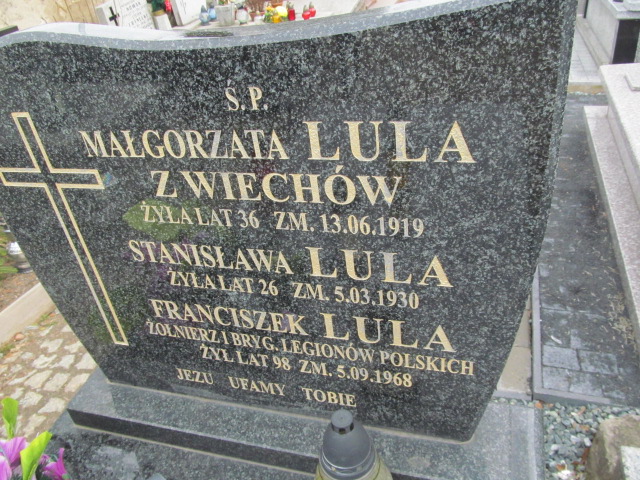 Ś.P.
MAŁGORZATA LULA
Z WIECHÓW
ŻYŁA LAT 36 ZM. 13.06.1919
STANISŁAWA LULA
ŻYŁA LAT 26 ZM. 5.03.1930
FRANCISZEK LULA
ŻOŁNIERZ I BRYG. LEGIONÓW POLSKICH
ŻYŁ LAT 98 ZM. 5.09.1968
JEZU UFAMY TOBIE